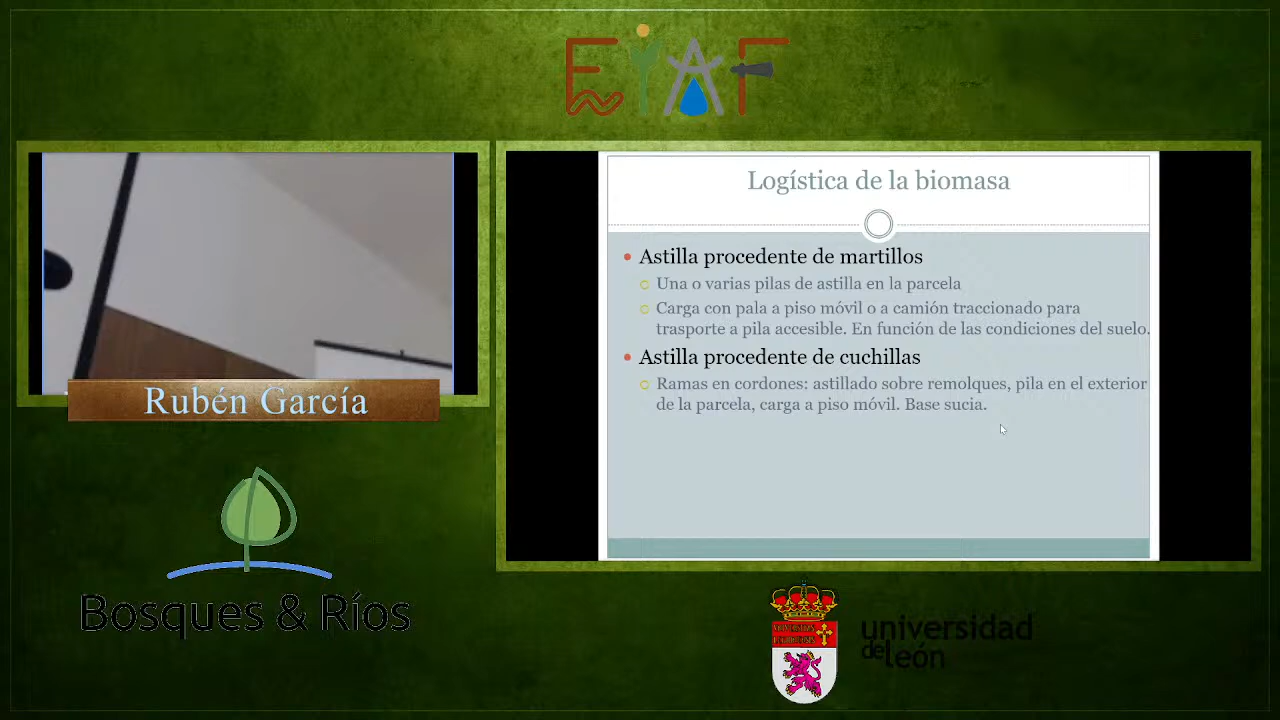 EIAF
Logística de la biomasa
Astilla procedente de martillos
Una o varias pilas de astilla en la parcela
Carga con pala a piso móvil o a camión traccionado para
trasporte a pila accesible. En función de las condiciones del suelo.
Astilla procedente de cuchillas
Ramas en cordones: astillado sobre remolques, pila en el exterior
de la parcela, carga a piso móvil. Base sucia.
Rubén García
Bosques & Ríos
universidad
de león